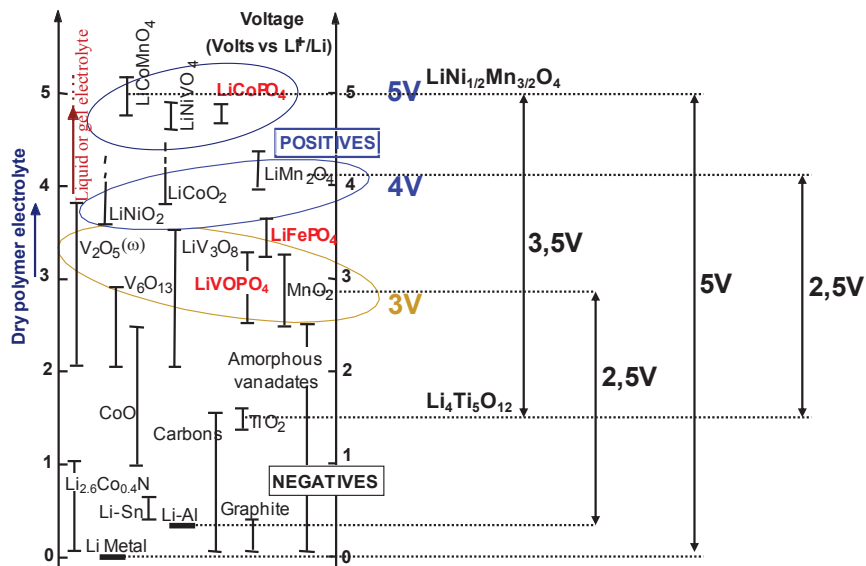 Voltage
(Volts vs Li⁺/Li)
Dry polymer electrolyte
Liquid or gel electrolyte
LiCoMnO₄
LiNiVO₄
LiCoPO₄
5
5
5V
LiNi₁/₂Mn₃/₂O₄
POSITIVES
LiMn₂O₄
4
4
4V
LiCoO₂
LiNiO₂
V₂O₅(ω)
LiV₃O₈
LiFePO₄
3,5V
3
3
V₆O₁₃
LiVOPO₄
MnO₂
3V
5V
2,5V
2
2
Amorphous
vanadates
2,5V
CoO
Carbons
TiO₂
Li₄Ti₅O₁₂
1
1
Li₂.₆Co₀.₄N
NEGATIVES
Li-Sn
Li-Al
Graphite
Li Metal
0
0